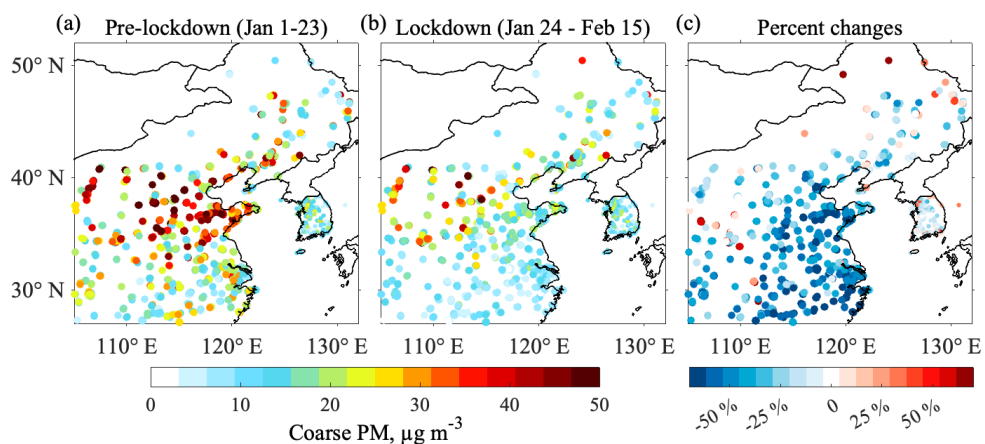 (a) Pre-lockdown (Jan 1-23)
(b) Lockdown (Jan 24 - Feb 15)
(c) Percent changes
50° N
40° N
30° N
110° E 120° E 130° E
110° E 120° E 130° E
110° E 120° E 130° E
0 10 20 30 40 50
Coarse PM, µg m⁻³
-50 % -25 % 0 25 % 50 %